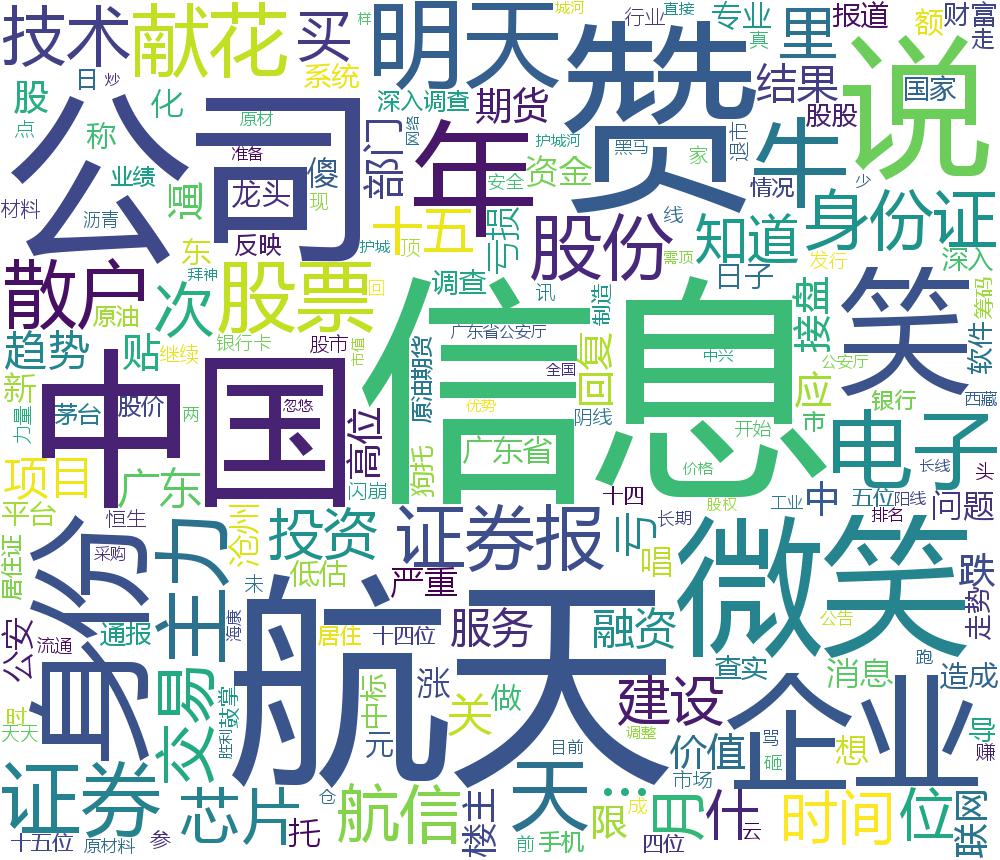 技术
献花
买
明天
样
城河
行业
直接
专业
真
里
报道
额
财富
走
日
炒
系统
赞
结果
国家
说
股
点
化
称
原材
公司
深入调查
期货
网络
护城河
黑马
家
退市
牛
股股
准备
傻
部门
年
安全
资金
情况
少
材料
沥青
业绩
逼
龙头
现
反映
护城
顶
十五
亏损
股份
线
知道
身份证
需顶
日子
发行
深入
散户
东
拜神
原油
次
股票
回
调查
讯
制造
接盘
笑
筹码
趋势
贴
继续
银行卡
股市
市值
原油期货
信息
广东省公安厅
全国
中兴
回复
公安厅
软件
新
力量
茅台
股价
两
中国
忽悠
高位
优势
阴线
应
市
银行
西藏
电子
项目
广东
闪崩
狗托
广东省
价格
开始
长线
头
平台
恒生
沧州
十四
股权
工业
中
五位
阳线
排名
问题
居住证
采购
身份
主力
投资
证券报
亏
长期
唱
微笑
跌
走势
低估
严重
未
公安
流通
通报
海康
居住
十四位
服务
融资
公告
跑
查实
消息
造成
航天
交易
胜利
鼓掌
时
天天
中标
涨
元
关
做
目前
建设
调整
价值
市场
骂
砸
企业
想
导
赚
证券
芯片
托
仓
航信
楼主
天
…
前
手机
限
成
四位
月
什
云
时间
位
联网
十五位
原材料
参